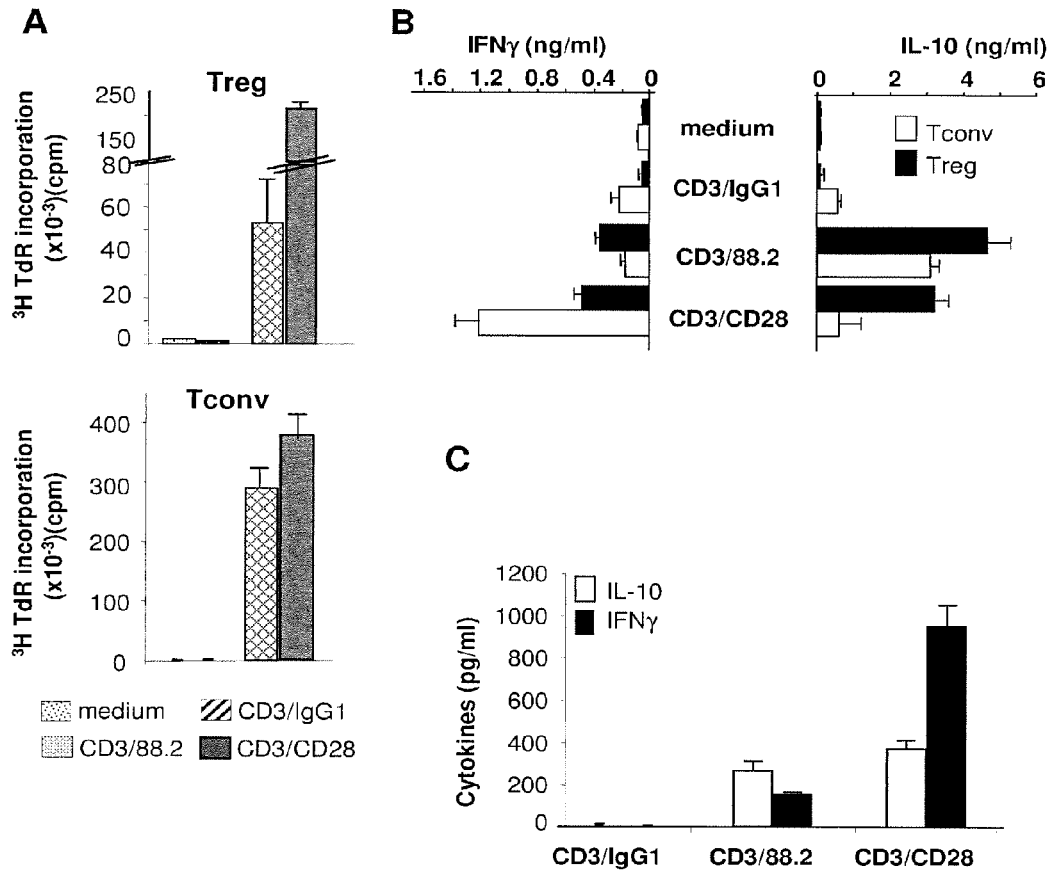 A
Treg
³H TdR incorporation
(x10⁻³)(cpm)
250
150
80
60
40
20
0
Tconv
³H TdR incorporation
(x10⁻³)(cpm)
400
300
200
100
0
medium
CD3/IgG1
CD3/88.2
CD3/CD28
B
IFNγ (ng/ml)
1.6 1.2 0.8 0.4 0
IL-10 (ng/ml)
0 2 4 6
medium
CD3/IgG1
CD3/88.2
CD3/CD28
Tconv
Treg
C
Cytokines (pg/ml)
1200
1000
800
600
400
200
0
IL-10
IFNγ
CD3/IgG1 CD3/88.2 CD3/CD28